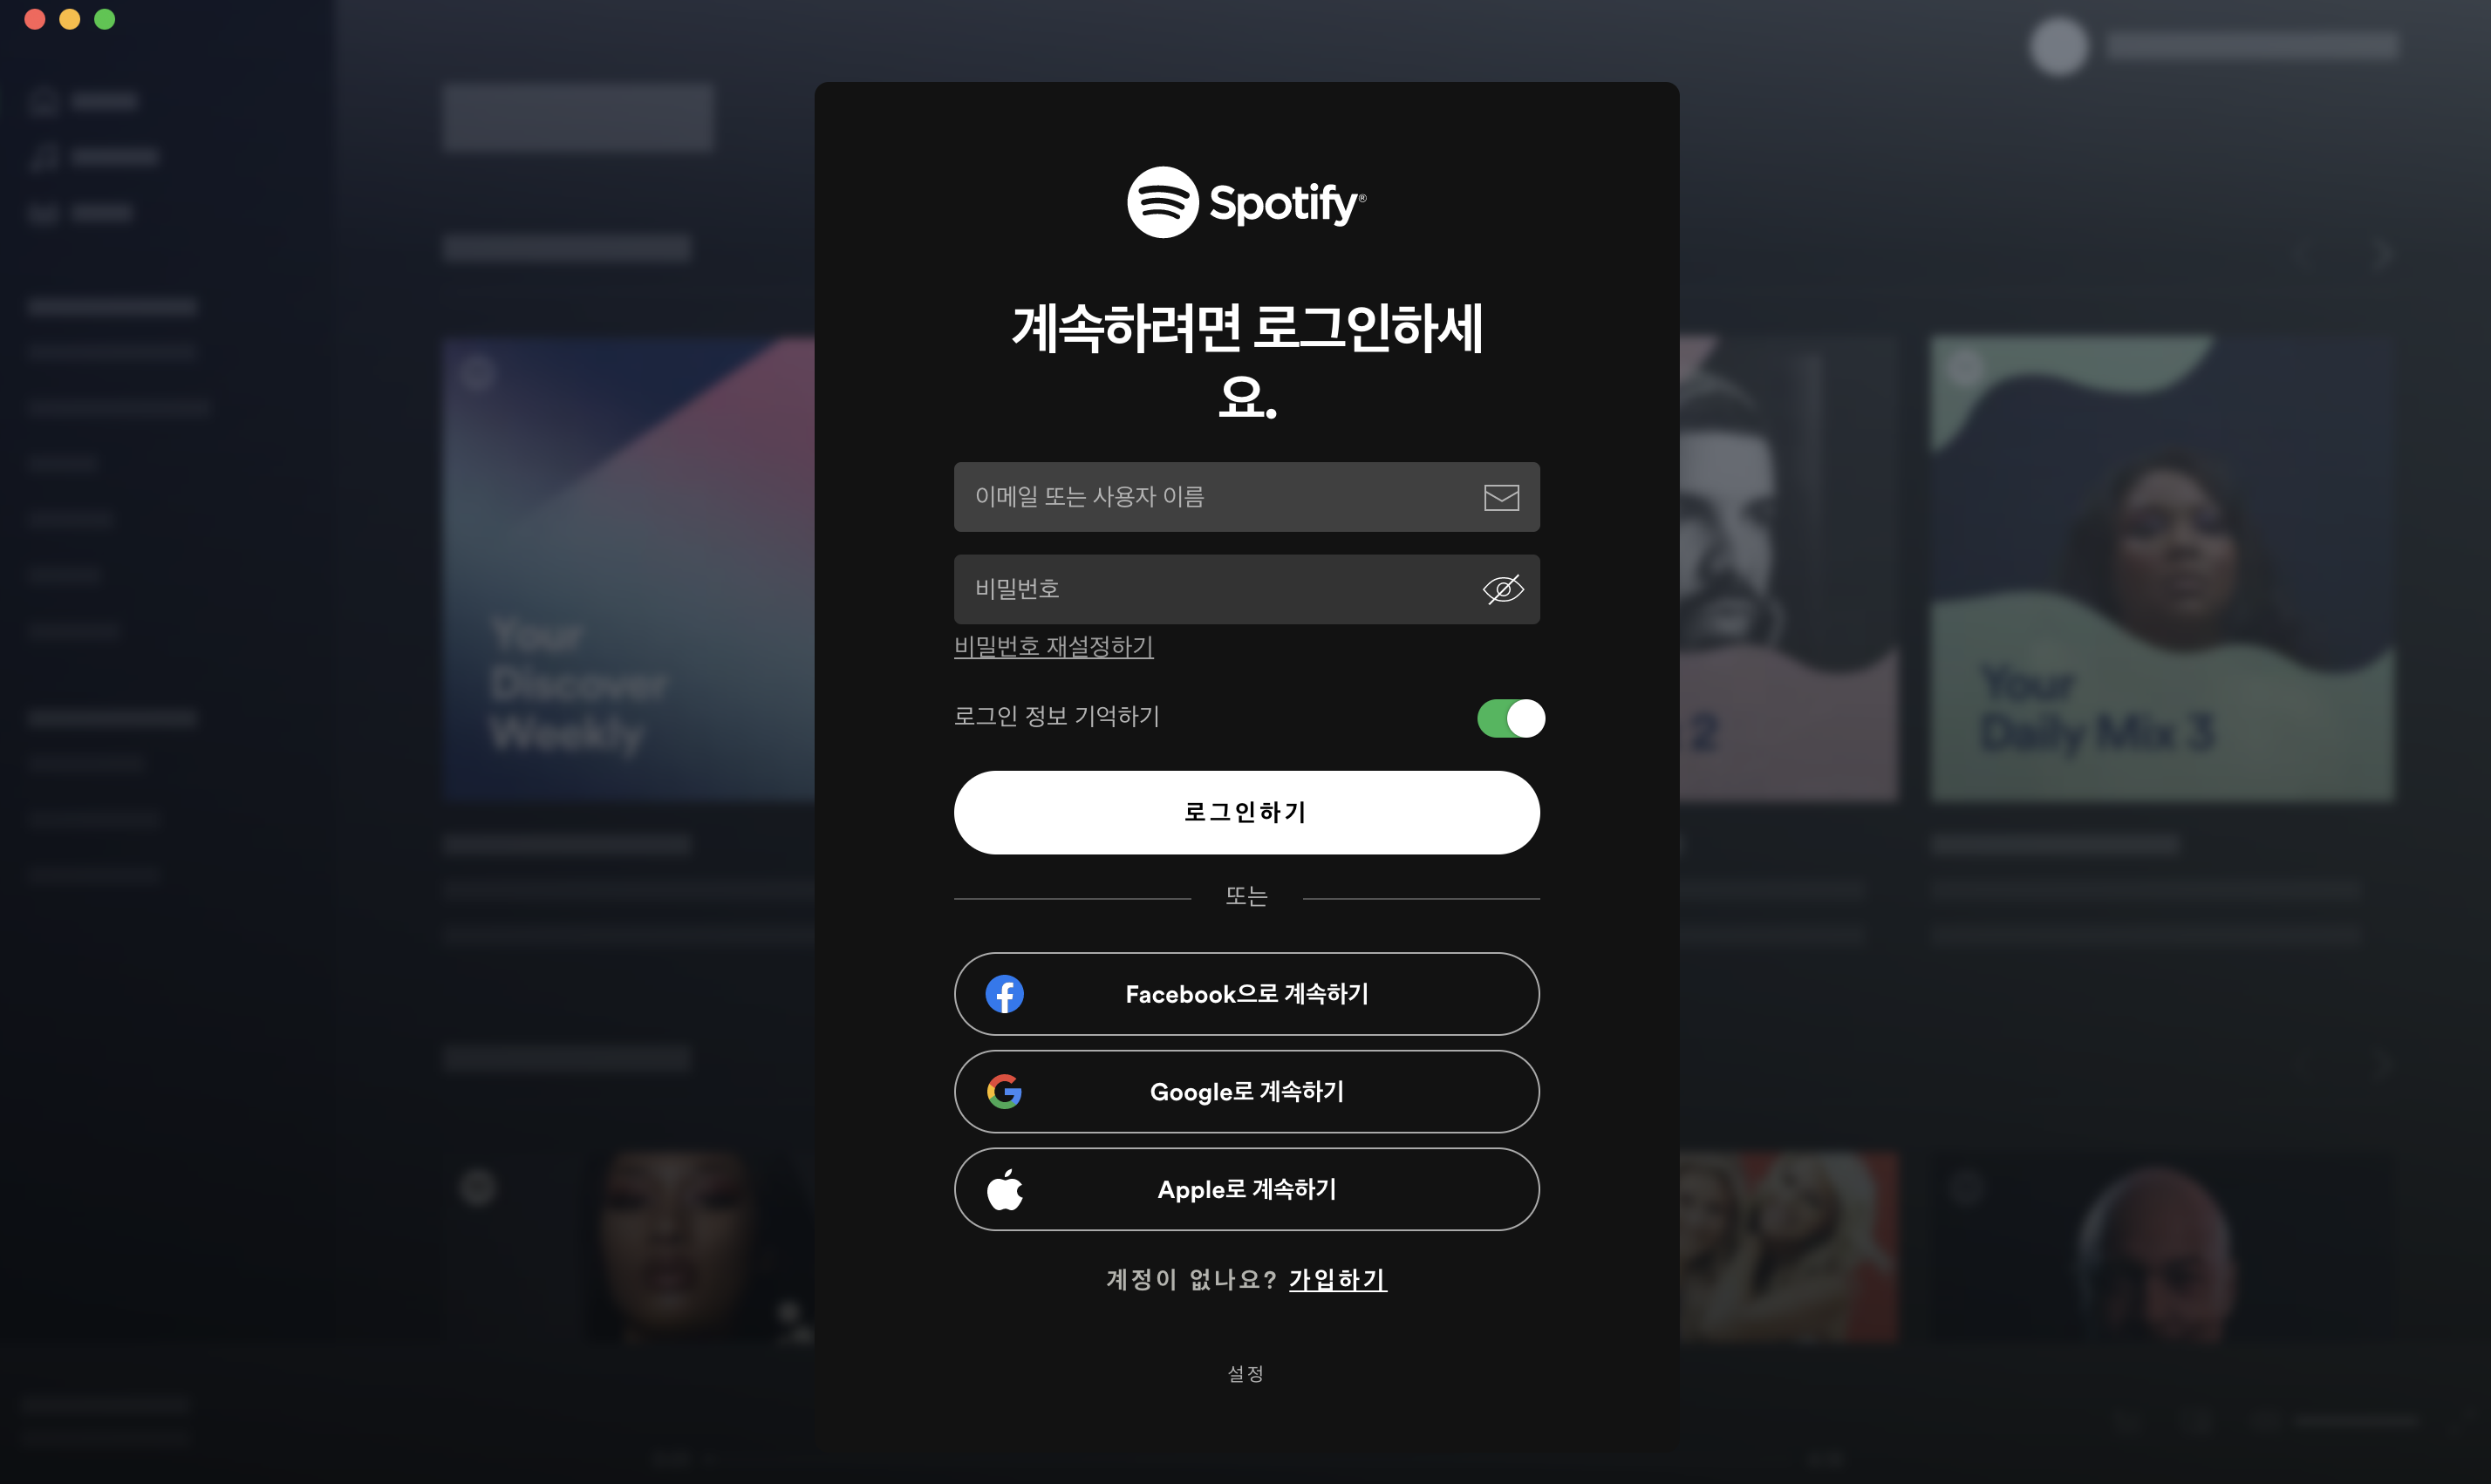 Spotify®
계속하려면 로그인하세
요.
이메일 또는 사용자 이름
비밀번호
비밀번호 재설정하기
로그인 정보 기억하기
로그인하기
또는
Facebook으로 계속하기
Google로 계속하기
Apple로 계속하기
계정이 없나요? 가입하기
설정
Your
Discover
Weekly
2
Your
Daily Mix 3